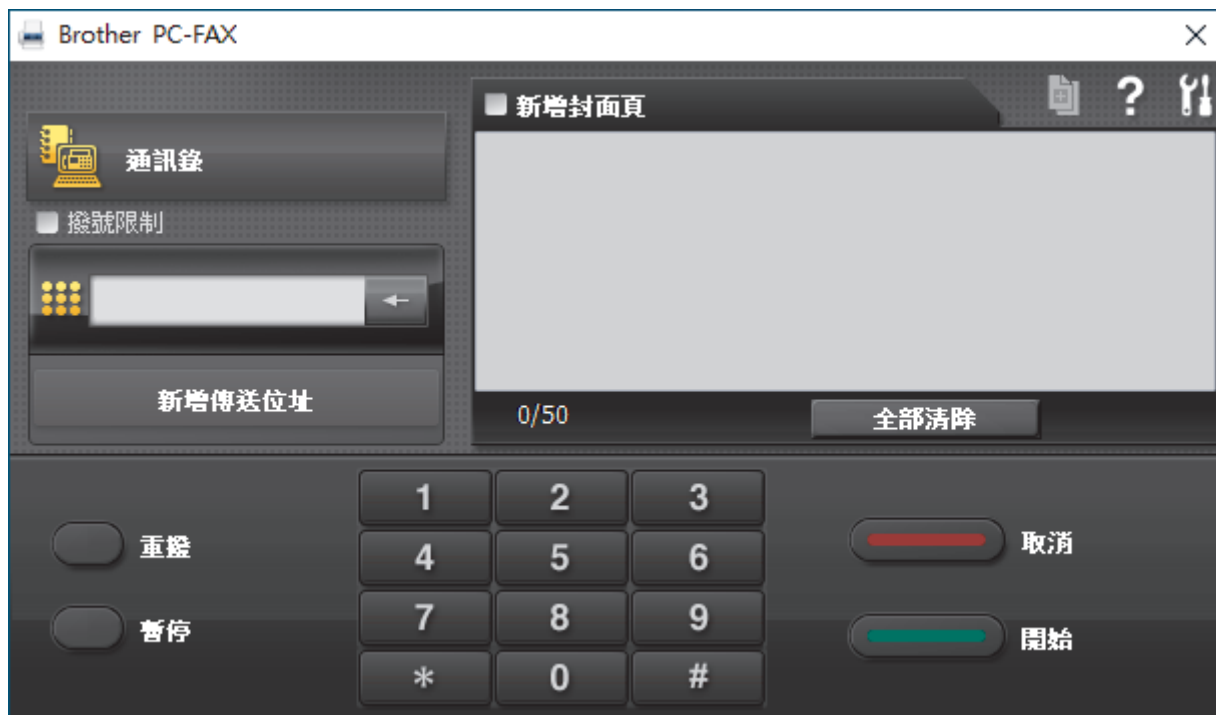 Brother PC-FAX
通訊錄
撥號限制
新增傳送位址
新增封面頁
?
0/50
全部清除
重撥
暫停
1 2 3
4 5 6
7 8 9
* 0 #
取消
開始